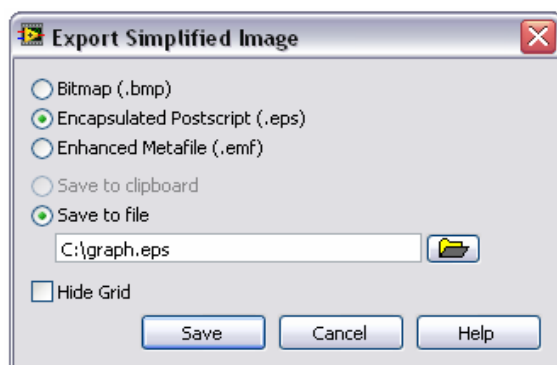 Export Simplified Image
Bitmap (.bmp)
Encapsulated Postscript (.eps)
Enhanced Metafile (.emf)
Save to clipboard
Save to file
C:\graph.eps
Hide Grid
Save Cancel Help